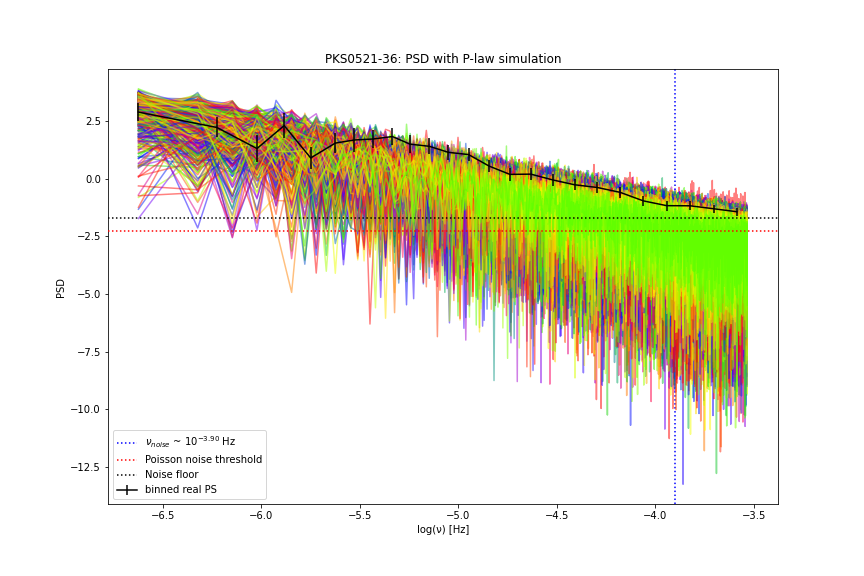 PKS0521-36: PSD with P-law simulation
PSD
2.5
0.0
−2.5
−5.0
−7.5
−10.0
−12.5
ν_noise ~ 10^−3.90 Hz
Poisson noise threshold
Noise floor
binned real PS
−6.5 −6.0 −5.5 −5.0 −4.5 −4.0 −3.5
log(ν) [Hz]